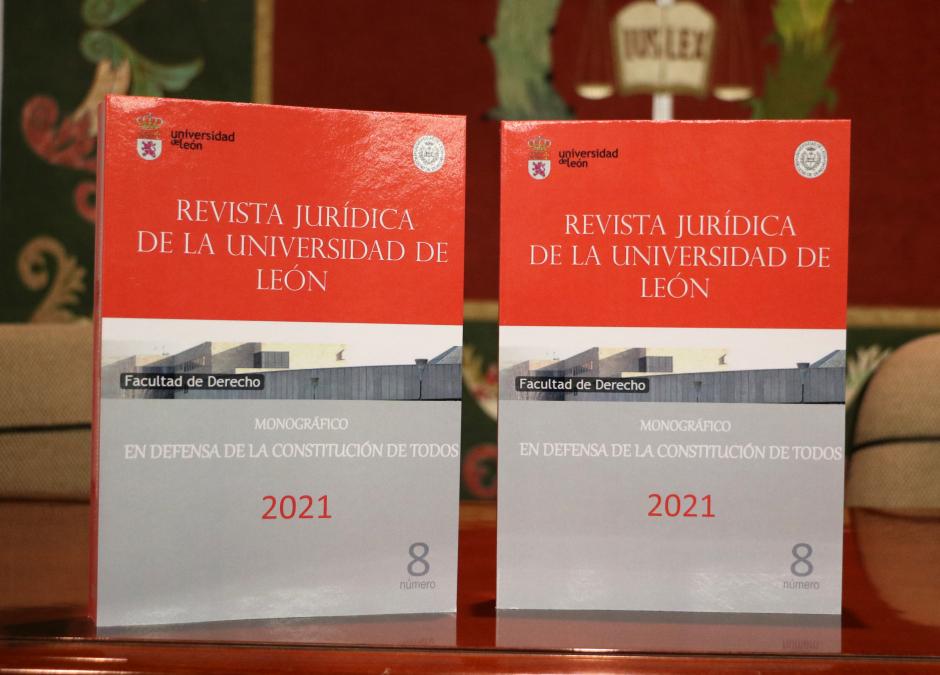 IUS LEX
universidad
de león
REVISTA JURÍDICA
DE LA UNIVERSIDAD DE
LEÓN
Facultad de Derecho
MONOGRÁFICO
EN DEFENSA DE LA CONSTITUCIÓN DE TODOS
2021
8
número
universidad
de león
REVISTA JURÍDICA
DE LA UNIVERSIDAD DE
LEÓN
Facultad de Derecho
MONOGRÁFICO
EN DEFENSA DE LA CONSTITUCIÓN DE TODOS
2021
8
número